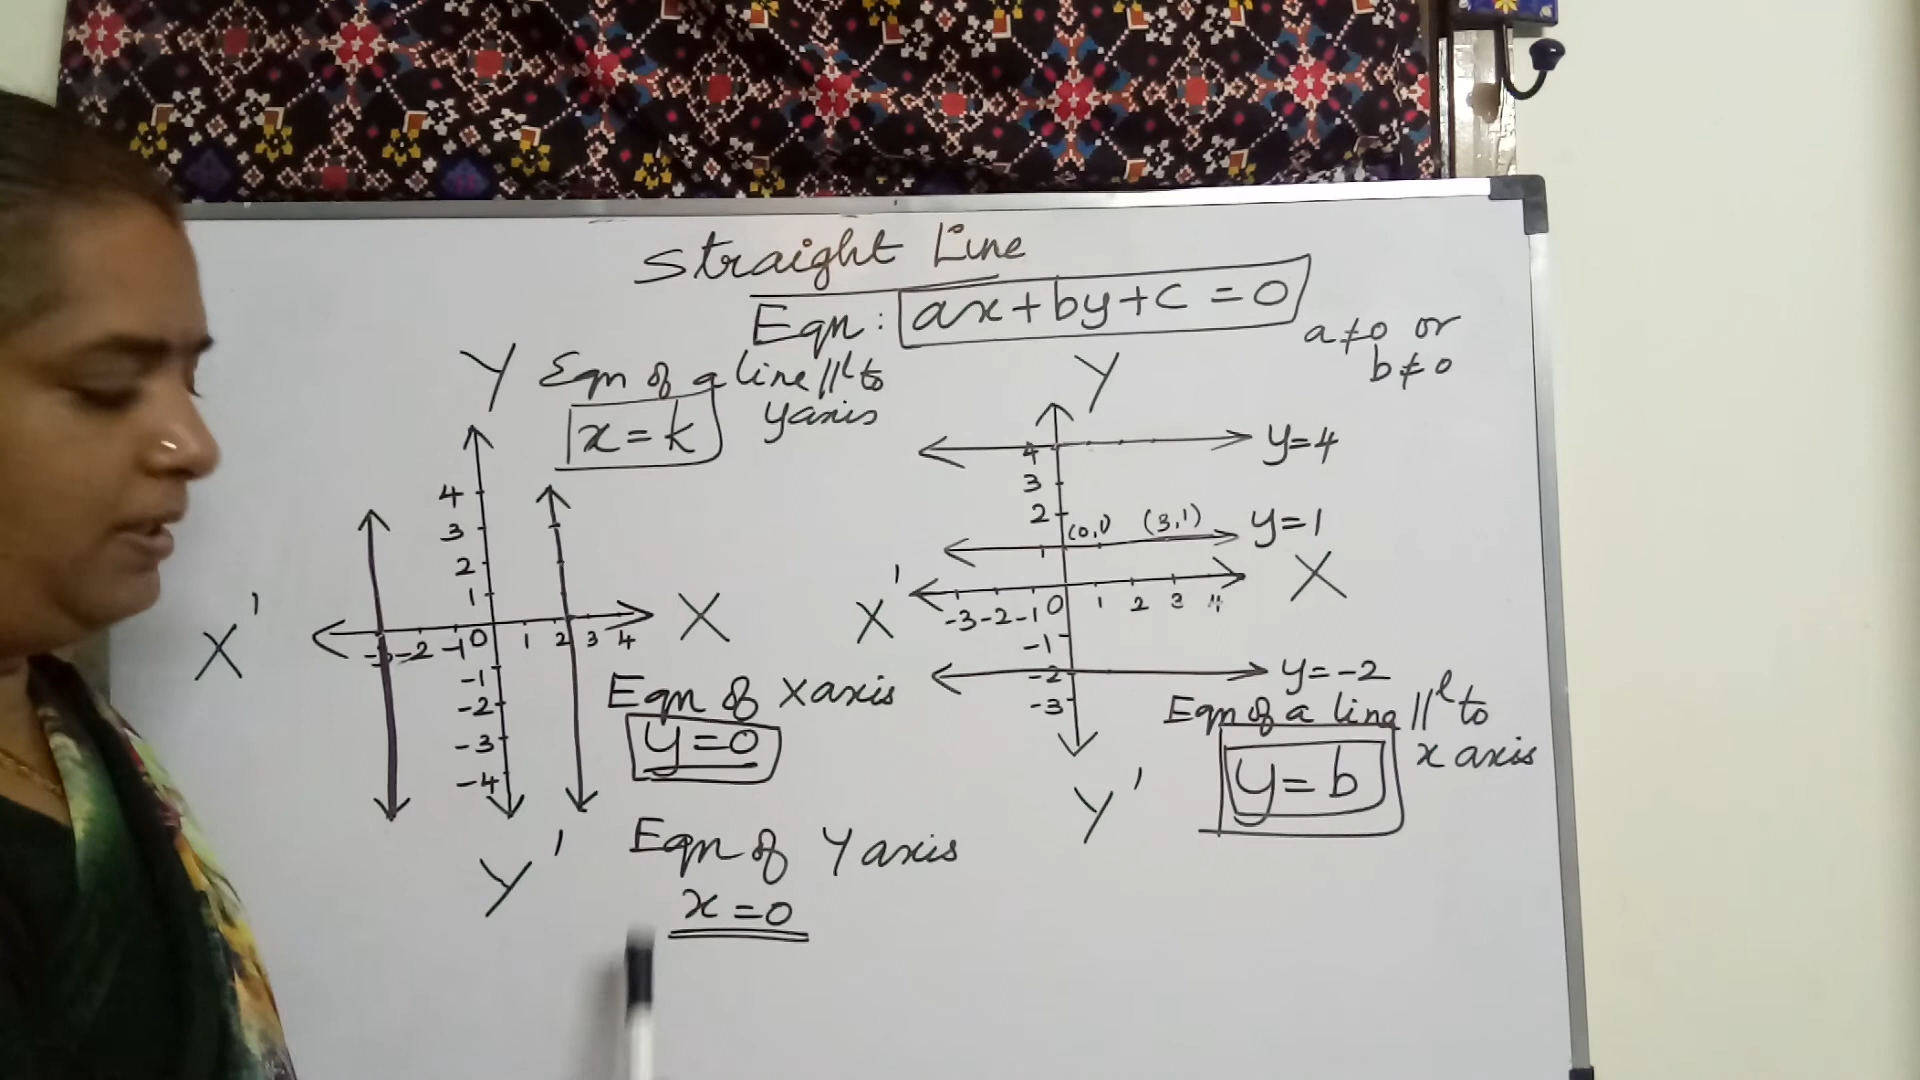 Straight Line
Eqn: ax+by+c=0
a≠0 or
b≠0
Y
Eqn of a line ||l to
y axis
x=k
4
3
2
1
X'
-3 -2 -1 0 1 2 3 4
X
-1
-2
-3
-4
Y'
Eqn of x axis
y=0
Eqn of Y axis
x=0
Y
4
y=4
3
2
(0,1) (3,1)
1
y=1
X'
-3 -2 -1 0 1 2 3 4
X
-1
-2
y=-2
-3
Y'
Eqn of a line ||l to
x axis
y=b